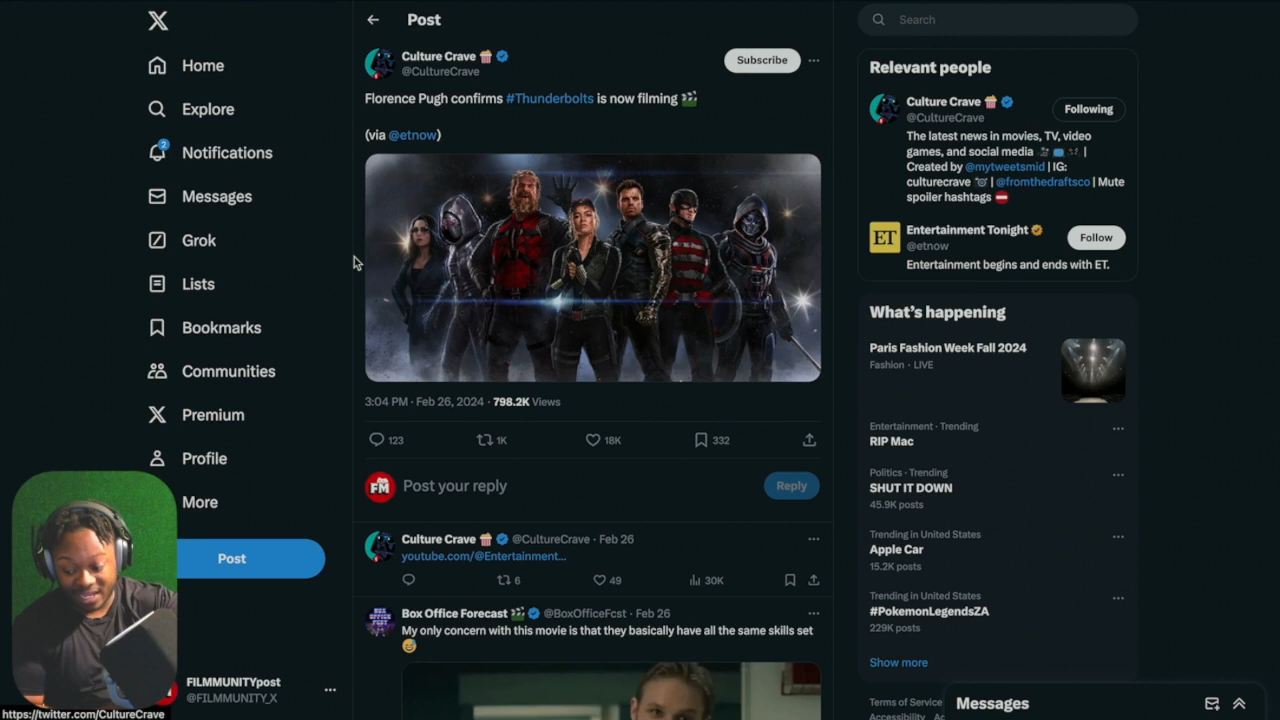 Home
Explore
2
Notifications
Messages
Grok
Lists
Bookmarks
Communities
Premium
Profile
More
Post
FILMMUNITYpost
@FILMMUNITY_X
https://twitter.com/CultureCrave
Post
Culture Crave
@CultureCrave
Subscribe
Florence Pugh confirms #Thunderbolts is now filming
(via @etnow)
3:04 PM · Feb 26, 2024 · 798.2K Views
123 1K 18K 332
FM Post your reply
Reply
Culture Crave @CultureCrave · Feb 26
youtube.com/@Entertainment...
6 49 30K
Box Office Forecast @BoxOfficeFcst · Feb 26
My only concern with this movie is that they basically have all the same skills set
Search
Relevant people
Culture Crave
@CultureCrave
Following
The latest news in movies, TV, video
games, and social media |
Created by @mytweetsmid | IG:
culturecrave | @fromthedraftsco | Mute
spoiler hashtags
ET
Entertainment Tonight
@etnow
Follow
Entertainment begins and ends with ET.
What's happening
Paris Fashion Week Fall 2024
Fashion · LIVE
Entertainment · Trending
RIP Mac
Politics · Trending
SHUT IT DOWN
45.9K posts
Trending in United States
Apple Car
15.2K posts
Trending in United States
#PokemonLegendsZA
229K posts
Show more
Terms of Service
Accessibility
Messages